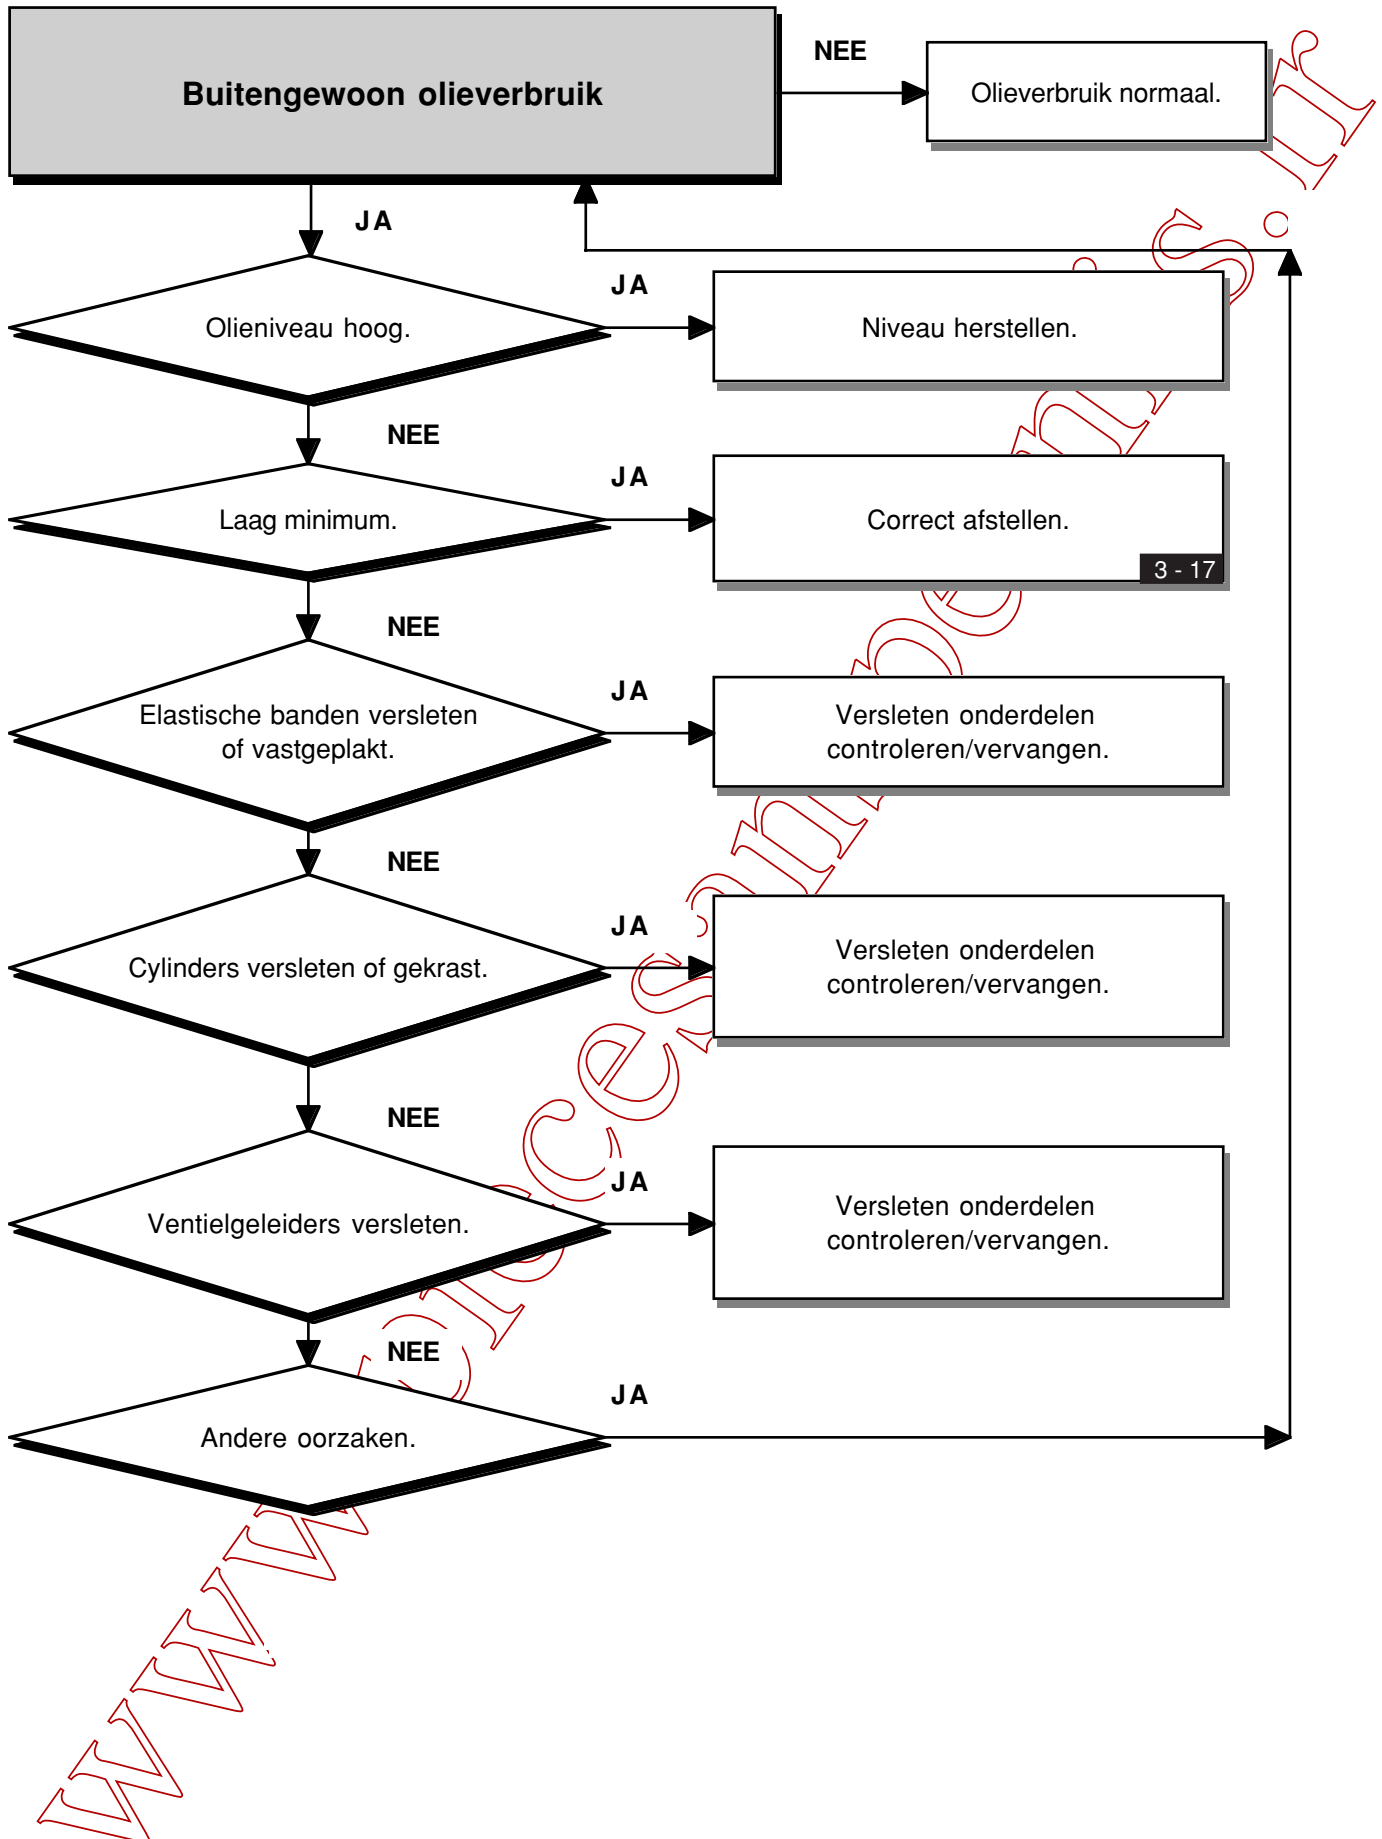 Buitengewoon olieverbruik
NEE
Olieverbruik normaal.
JA
Olieniveau hoog.
JA
Niveau herstellen.
NEE
Laag minimum.
JA
Correct afstellen.
3 - 17
NEE
Elastische banden versleten
of vastgeplakt.
JA
Versleten onderdelen
controleren/vervangen.
NEE
Cylinders versleten of gekrast.
JA
Versleten onderdelen
controleren/vervangen.
NEE
Ventielgeleiders versleten.
JA
Versleten onderdelen
controleren/vervangen.
NEE
Andere oorzaken.
JA